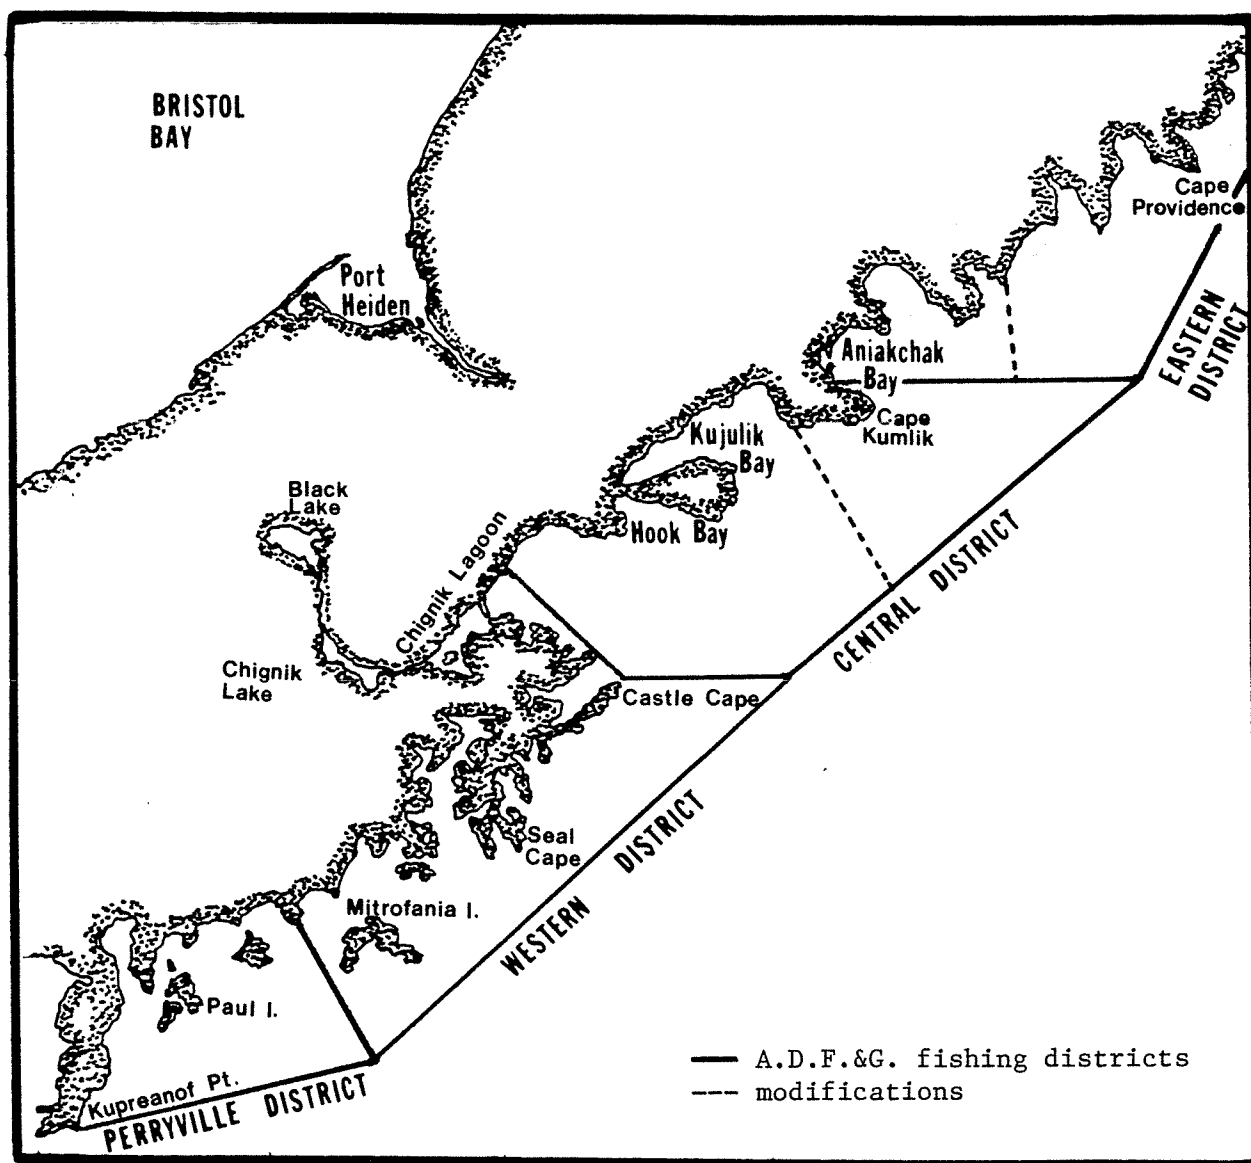 BRISTOL
BAY
Cape
Providence
Port
Heiden
EASTERN
DISTRICT
Aniakchak
Bay
Cape
Kumlik
Kujulik
Bay
Black
Lake
Hook Bay
Chignik Lagoon
CENTRAL DISTRICT
Chignik
Lake
Castle Cape
Seal
Cape
WESTERN DISTRICT
Mitrofania I.
Paul I.
Kupreanof Pt.
PERRYVILLE DISTRICT
A.D.F.&G. fishing districts
modifications